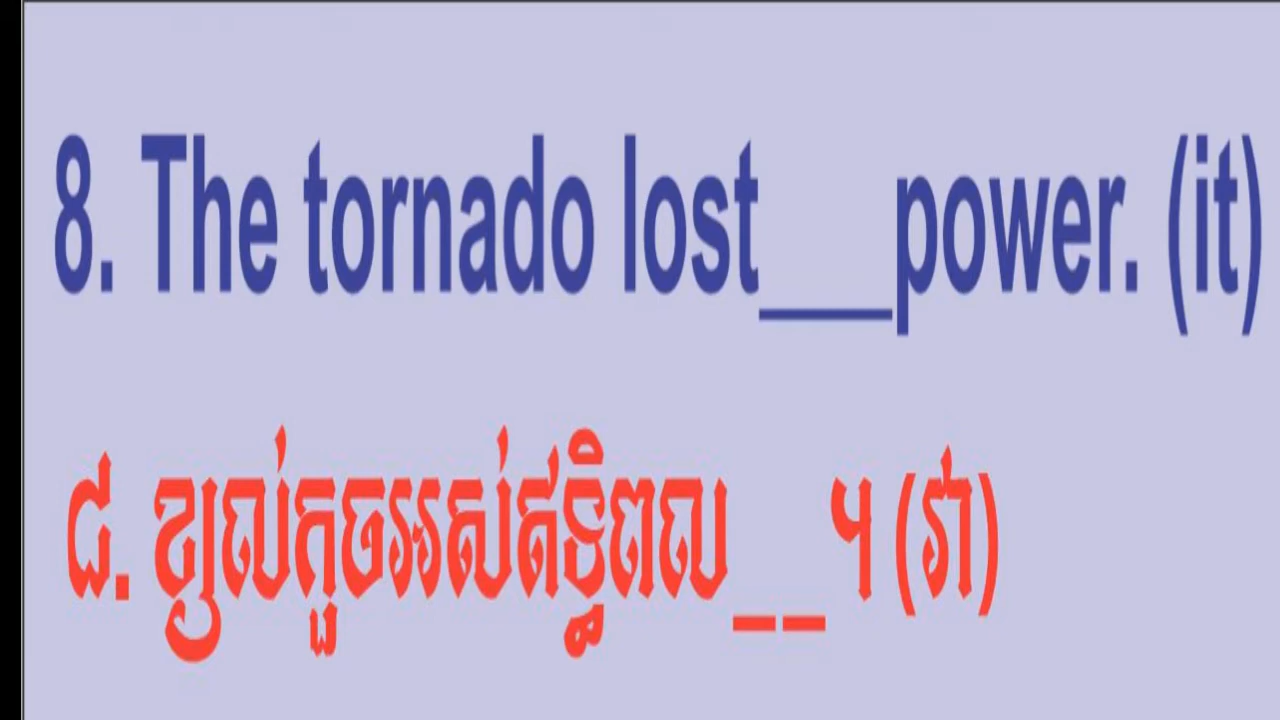 8. The tornado lost___power. (it)
៨. ខ្យល់កួចអស់ឥទ្ធិពល__ៗ (វា)